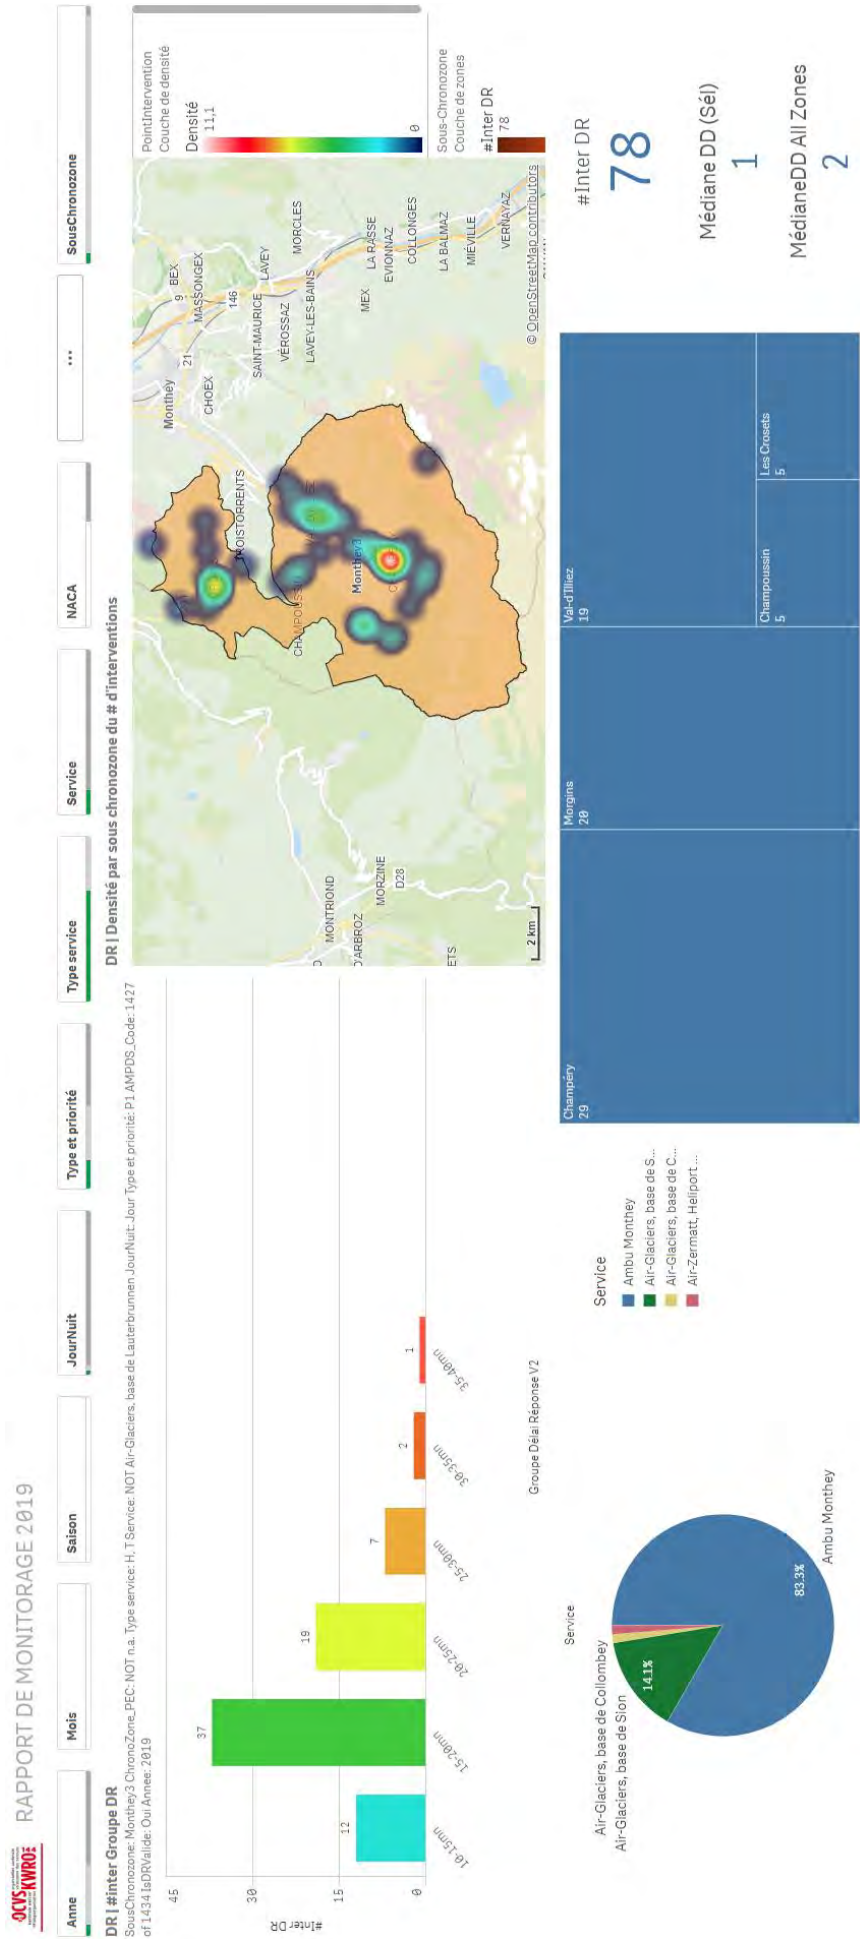 OCVS
KWRO
RAPPORT DE MONITORAGE 2019
Anne
Mois
Saison
JourNuit
Type et priorité
Type service
Service
NACA
...
SousChronozone
DR | #inter Groupe DR
SousChronozone: Monthey3 ChronoZone_PEC: NOT n.a. Type service: H, T Service: NOT Air-Glaciers, base de Lauterbrunnen JourNuit: Jour Type et priorité: P1 AMPDS_Code: 1427
of 1434 IsDRValide: Oui Annee: 2019
#Inter DR
45
30
15
0
12
37
19
7
2
1
10-15mn
15-20mn
20-25mn
25-30mn
30-35mn
35-40mn
Groupe Délai Réponse V2
DR | Densité par sous chronozone du # d'interventions
MONTRIOND
D'ARBROZ
MORZINE
D28
ETS
2 km
TROISTORRENTS
Monthey3
Monthey
CHOEX
21
9
BEX
MASSONGEX
146
LAVEY
SAINT-MAURICE
VÉROSSAZ
MORCLES
LAVEY-LES-BAINS
MEX
LA RASSE
EVIONNAZ
COLLONGES
LA BALMAZ
MIÉVILLE
VERNAYAZ
© OpenStreetMap contributors
PointIntervention
Couche de densité
Densité
11,1
0
Sous-Chronozone
Couche de zones
#Inter DR
78
Service
Air-Glaciers, base de Collombey
Air-Glaciers, base de Sion
14.1%
83.3%
Ambu Monthey
Service
Ambu Monthey
Air-Glaciers, base de S...
Air-Glaciers, base de C...
Air-Zermatt, Heliport ...
Champéry
29
Morgins
20
Val-d'Illiez
19
Champoussin
5
Les Crosets
5
#Inter DR
78
Médiane DD (Sél)
1
MédianeDD All Zones
2